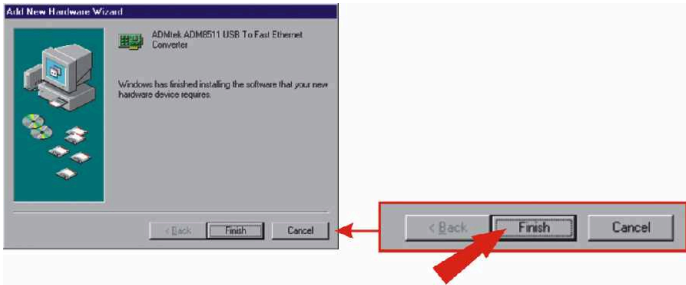 Add New Hardware Wizard
ADMtek ADM8511 USB To Fast Ethernet
Converter
Windows has finished installing the software that your new
hardware device requires.
< Back
Finish
Cancel
< Back
Finish
Cancel